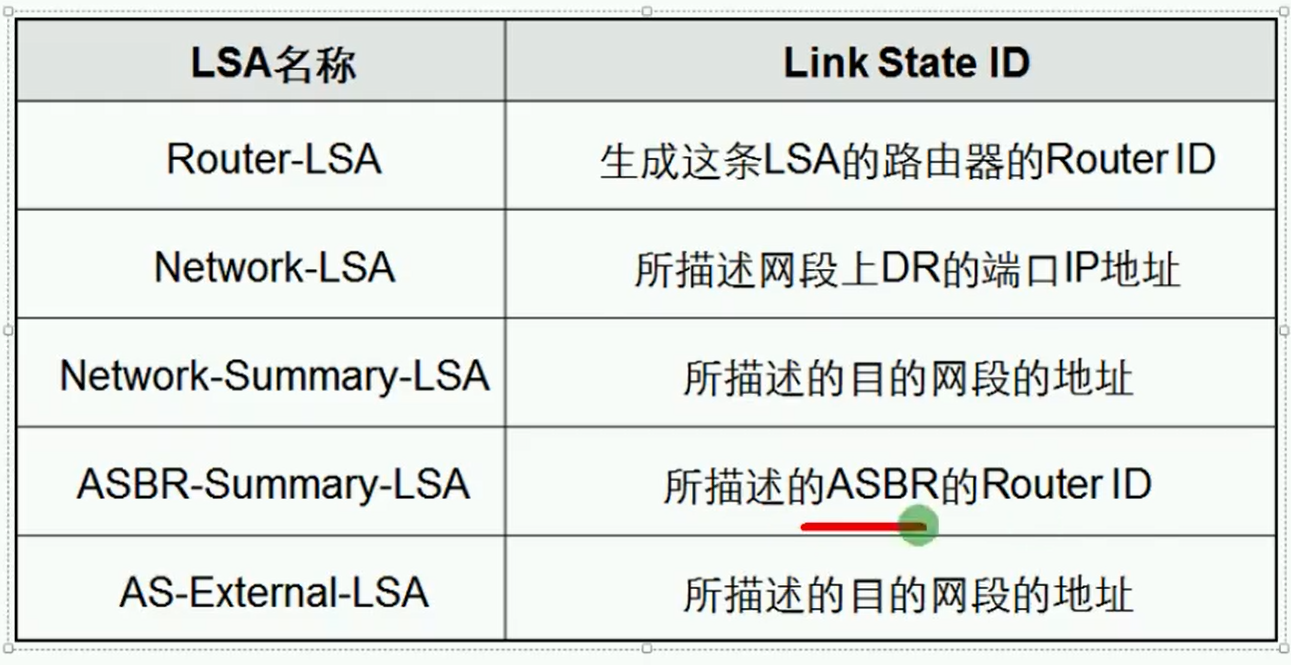 LSA名称
Link State ID
Router-LSA
生成这条LSA的路由器的Router ID
Network-LSA
所描述网段上DR的端口IP地址
Network-Summary-LSA
所描述的目的网段的地址
ASBR-Summary-LSA
所描述的ASBR的Router ID
AS-External-LSA
所描述的目的网段的地址